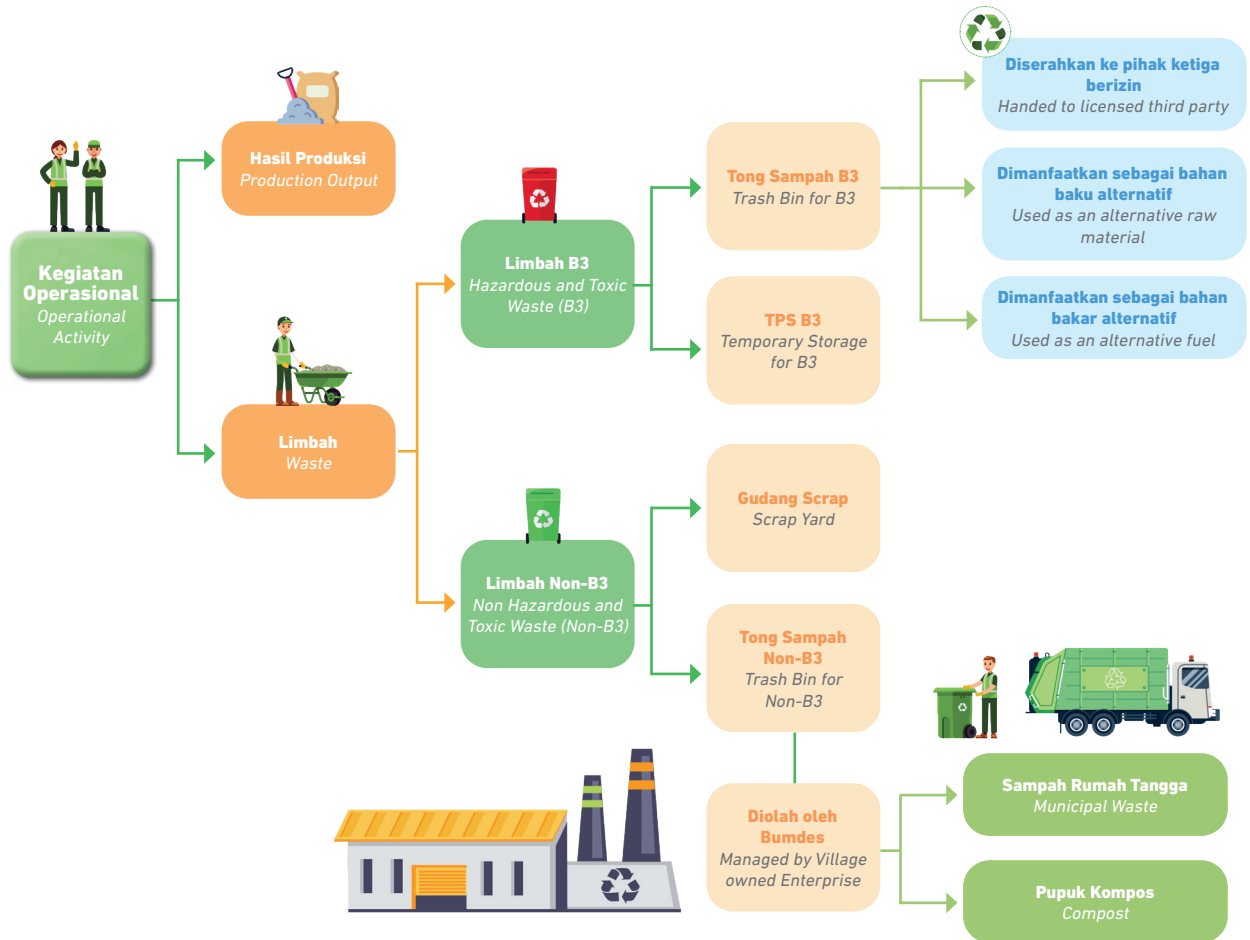 Kegiatan
Operasional
Operational
Activity
Hasil Produksi
Production Output
Limbah
Waste
Limbah B3
Hazardous and Toxic
Waste (B3)
Limbah Non-B3
Non Hazardous and
Toxic Waste (Non-B3)
Tong Sampah B3
Trash Bin for B3
TPS B3
Temporary Storage
for B3
Gudang Scrap
Scrap Yard
Tong Sampah
Non-B3
Trash Bin for
Non-B3
Diolah oleh
Bumdes
Managed by Village
owned Enterprise
Diserahkan ke pihak ketiga
berizin
Handed to licensed third party
Dimanfaatkan sebagai bahan
baku alternatif
Used as an alternative raw
material
Dimanfaatkan sebagai bahan
bakar alternatif
Used as an alternative fuel
Sampah Rumah Tangga
Municipal Waste
Pupuk Kompos
Compost